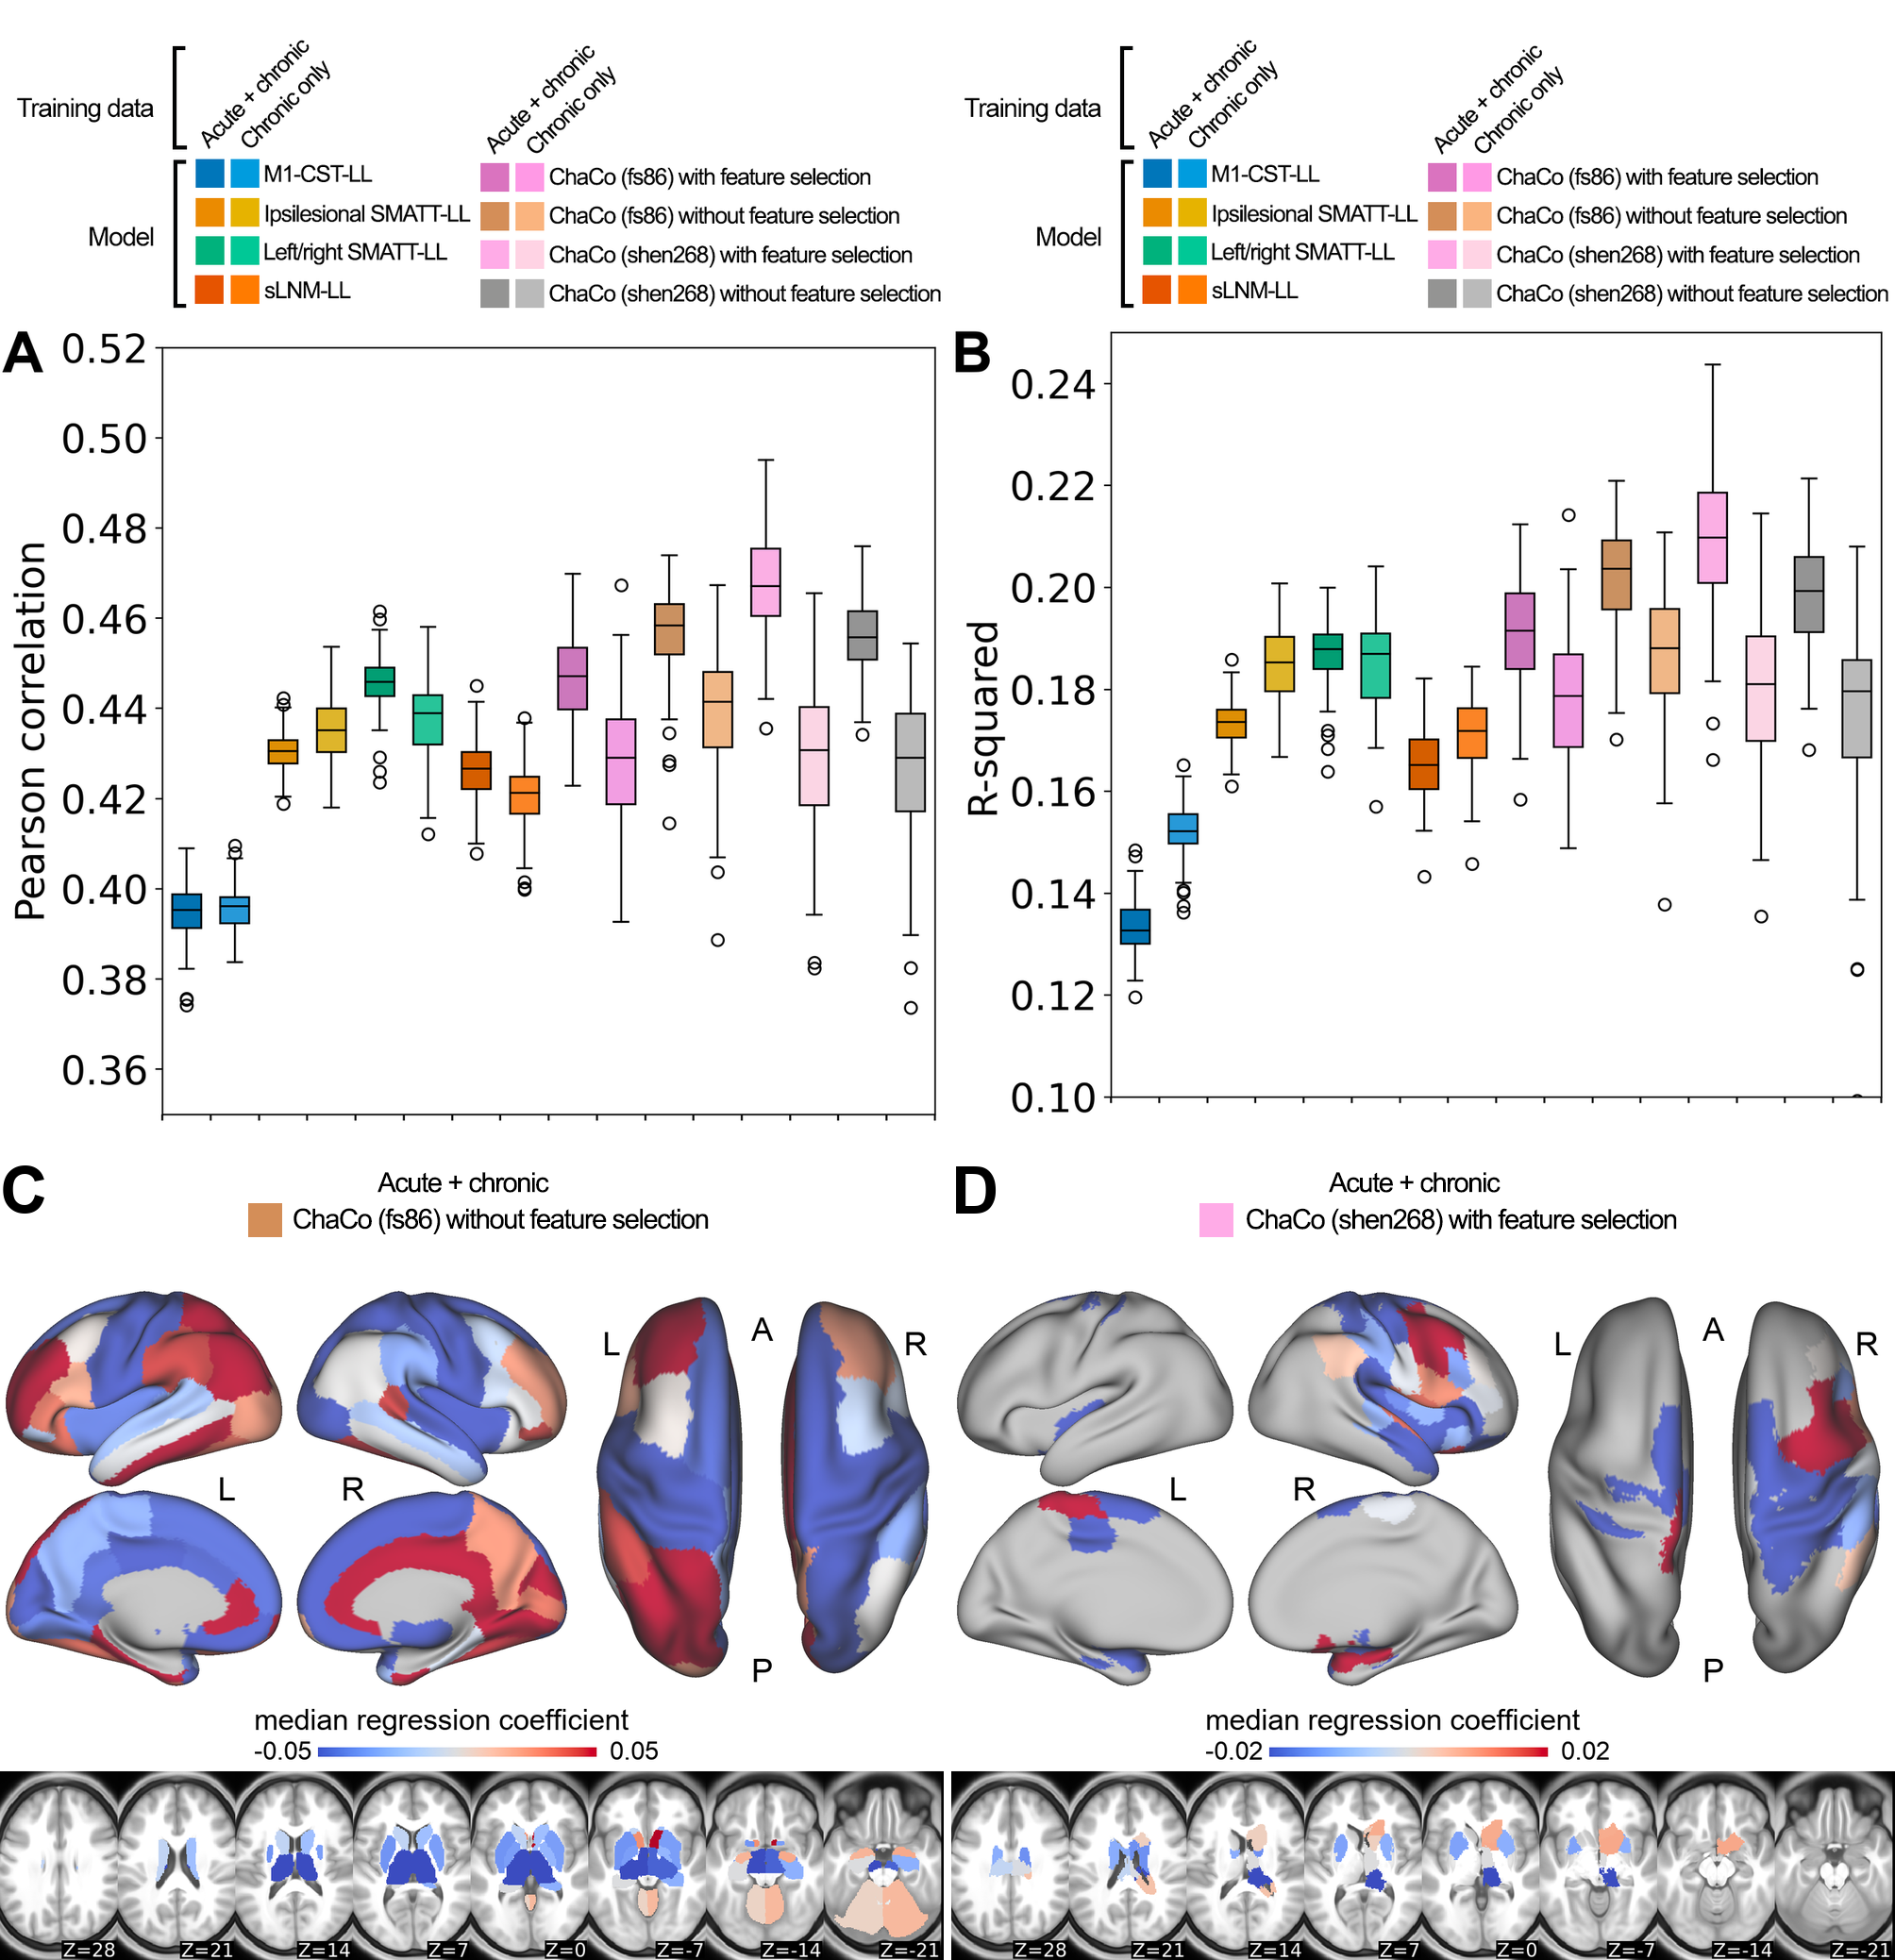 Training data
Acute + chronic
Chronic only
Acute + chronic
Chronic only
Model
M1-CST-LL
Ipsilesional SMATT-LL
Left/right SMATT-LL
sLNM-LL
ChaCo (fs86) with feature selection
ChaCo (fs86) without feature selection
ChaCo (shen268) with feature selection
ChaCo (shen268) without feature selection
Training data
Acute + chronic
Chronic only
Acute + chronic
Chronic only
Model
M1-CST-LL
Ipsilesional SMATT-LL
Left/right SMATT-LL
sLNM-LL
ChaCo (fs86) with feature selection
ChaCo (fs86) without feature selection
ChaCo (shen268) with feature selection
ChaCo (shen268) without feature selection
A
Pearson correlation
0.52
0.50
0.48
0.46
0.44
0.42
0.40
0.38
0.36
B
R-squared
0.24
0.22
0.20
0.18
0.16
0.14
0.12
0.10
C
Acute + chronic
ChaCo (fs86) without feature selection
L
R
L
A
R
P
median regression coefficient
-0.05 0.05
Z=28 Z=21 Z=14 Z=7 Z=0 Z=-7 Z=-14 Z=-21
D
Acute + chronic
ChaCo (shen268) with feature selection
L
R
L
A
R
P
median regression coefficient
-0.02 0.02
Z=28 Z=21 Z=14 Z=7 Z=0 Z=-7 Z=-14 Z=-21